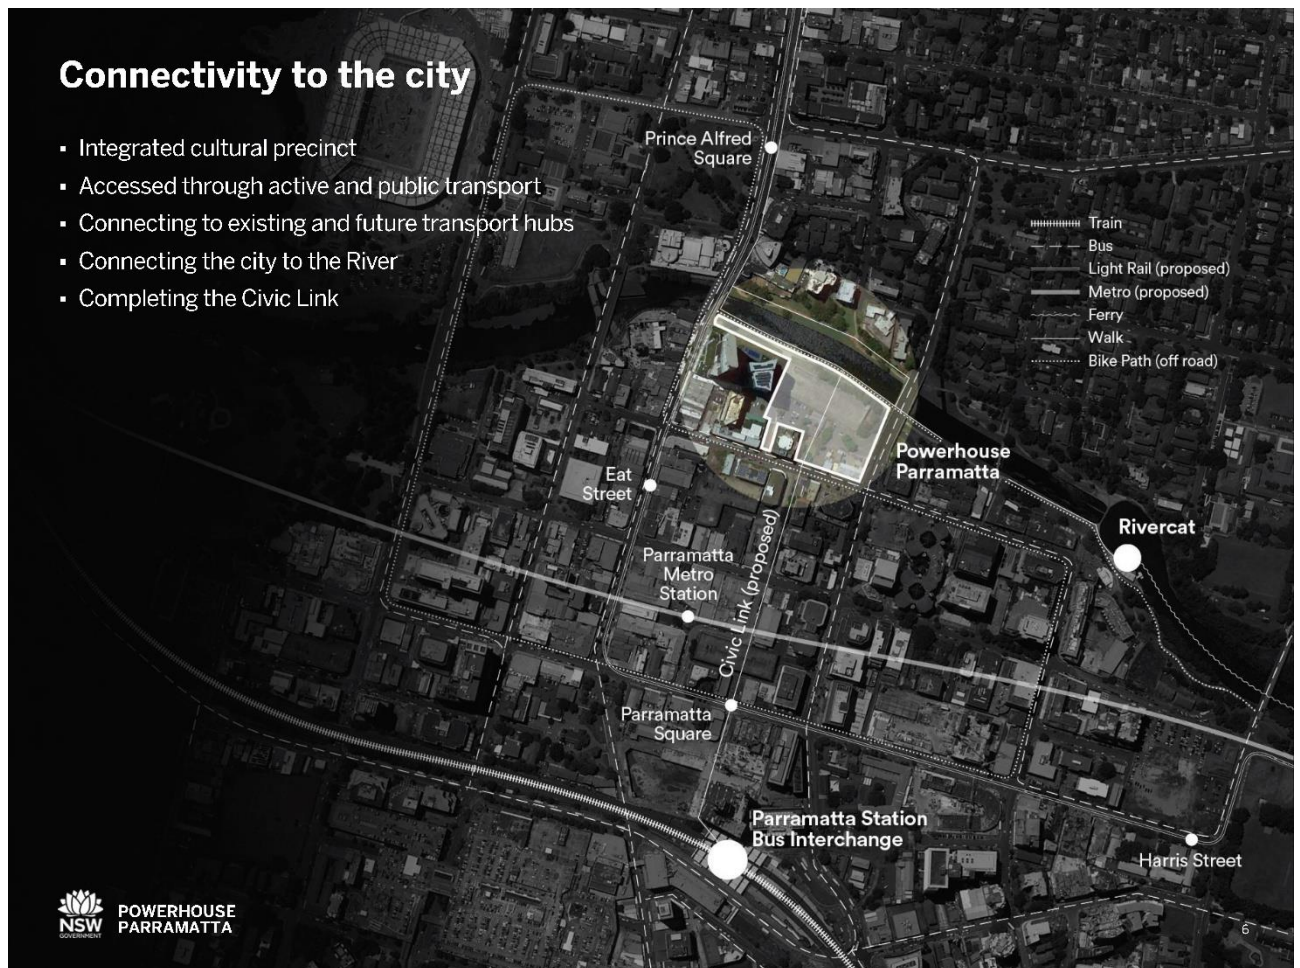 Connectivity to the city
▪ Integrated cultural precinct
▪ Accessed through active and public transport
▪ Connecting to existing and future transport hubs
▪ Connecting the city to the River
▪ Completing the Civic Link
Prince Alfred
Square
Train
Bus
Light Rail (proposed)
Metro (proposed)
Ferry
Walk
Bike Path (off road)
Powerhouse
Parramatta
Eat
Street
Rivercat
Parramatta
Metro
Station
Civic Link (proposed)
Parramatta
Square
Parramatta Station
Bus Interchange
Harris Street
NSW
GOVERNMENT
POWERHOUSE
PARRAMATTA
6